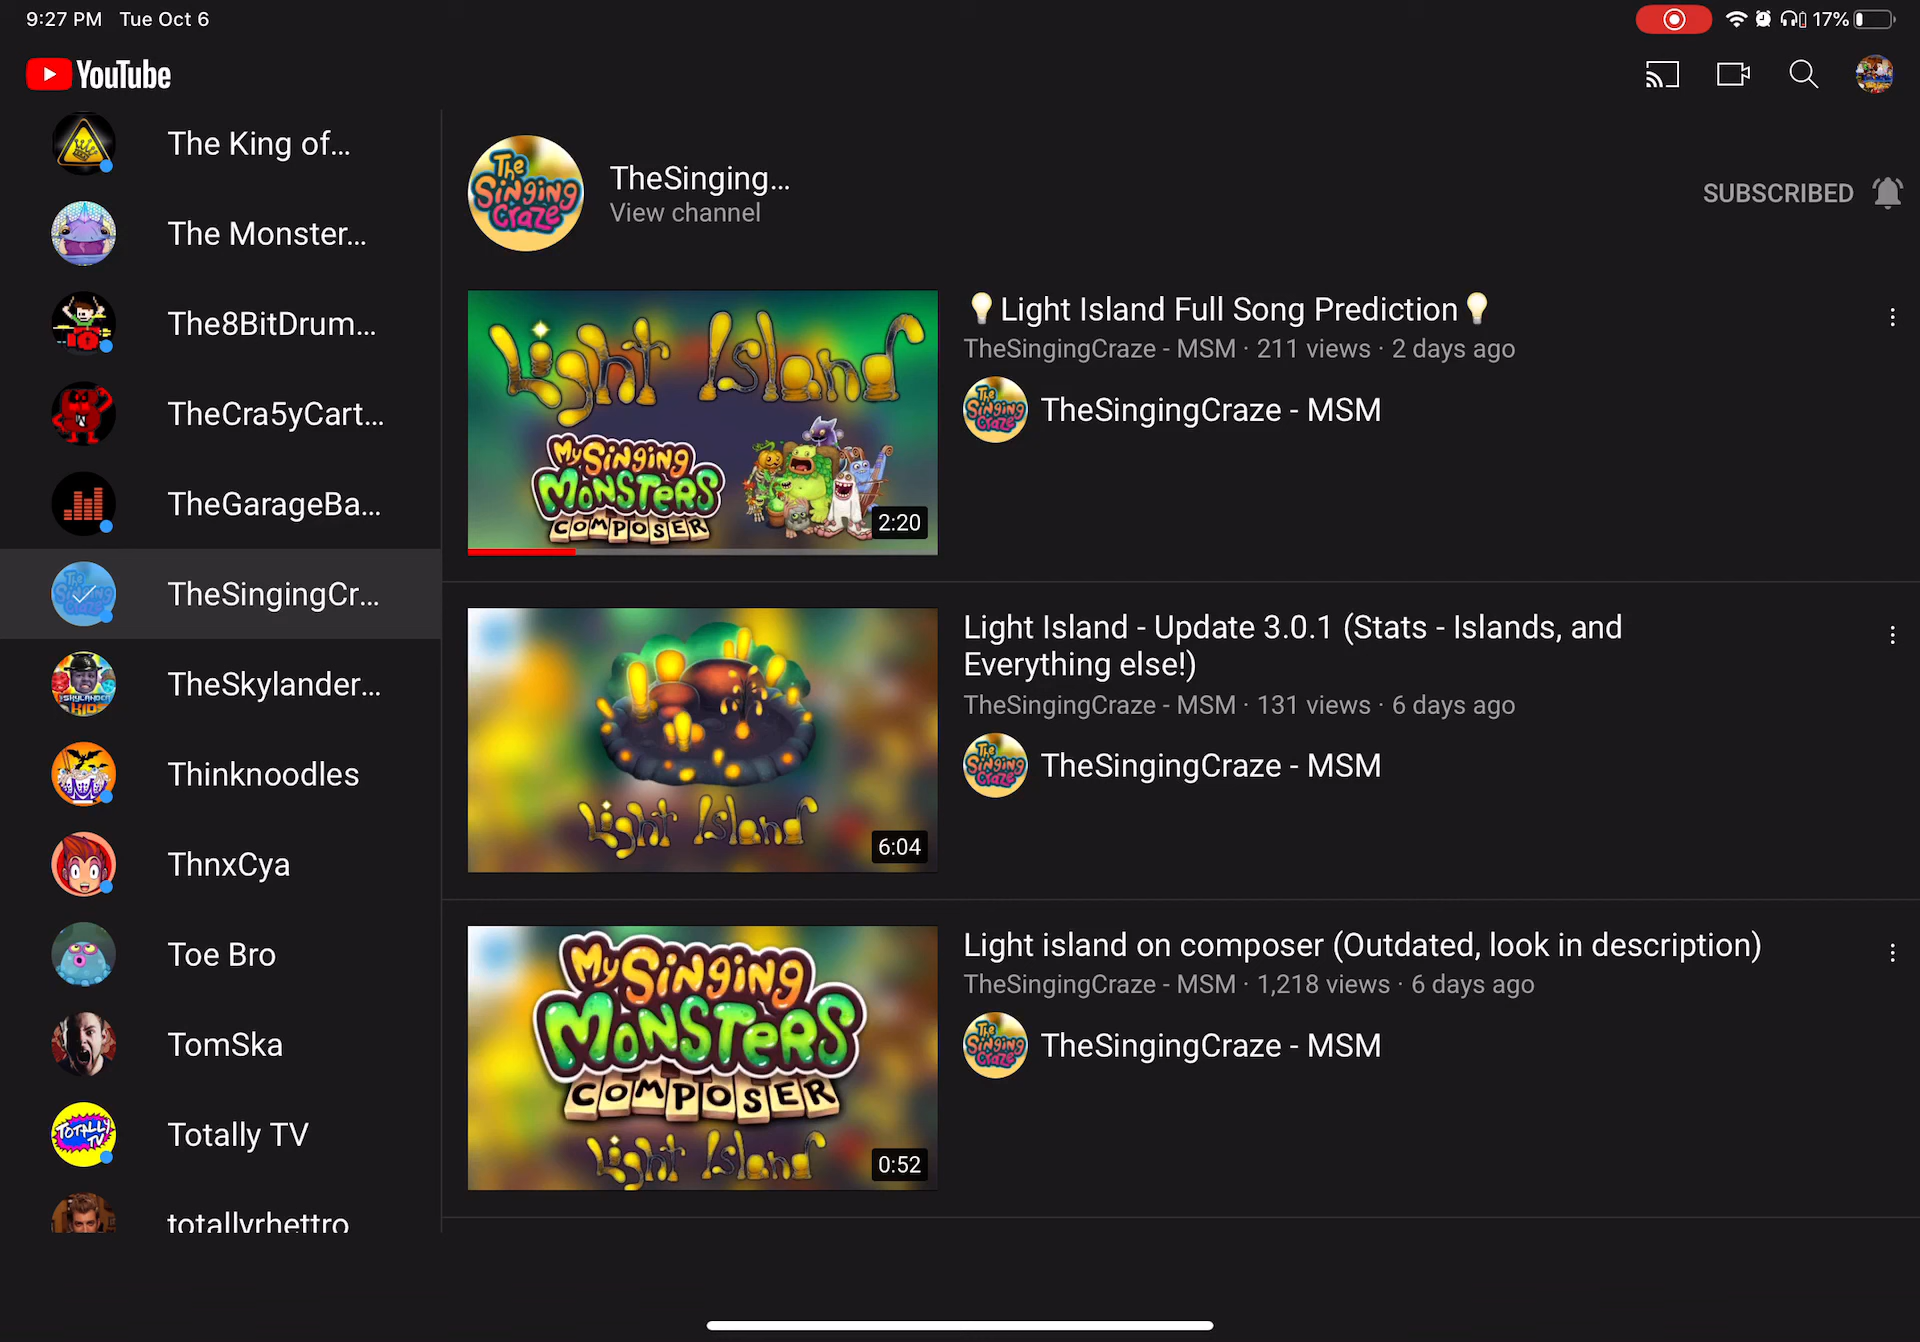 9:27 PM Tue Oct 6
17%
YouTube
The King of...
The Monster...
The8BitDrum...
TheCra5yCart...
TheGarageBa...
TheSingingCr...
TheSkylander...
Thinknoodles
ThnxCya
Toe Bro
TomSka
Totally TV
totallyrhettro
The Singing Craze
TheSinging...
View channel
SUBSCRIBED
Light Island
My Singing
Monsters
COMPOSER
2:20
💡Light Island Full Song Prediction💡
TheSingingCraze - MSM · 211 views · 2 days ago
TheSingingCraze - MSM
Light Island
6:04
Light Island - Update 3.0.1 (Stats - Islands, and
Everything else!)
TheSingingCraze - MSM · 131 views · 6 days ago
TheSingingCraze - MSM
My Singing
Monsters
COMPOSER
Light Island
0:52
Light island on composer (Outdated, look in description)
TheSingingCraze - MSM · 1,218 views · 6 days ago
TheSingingCraze - MSM